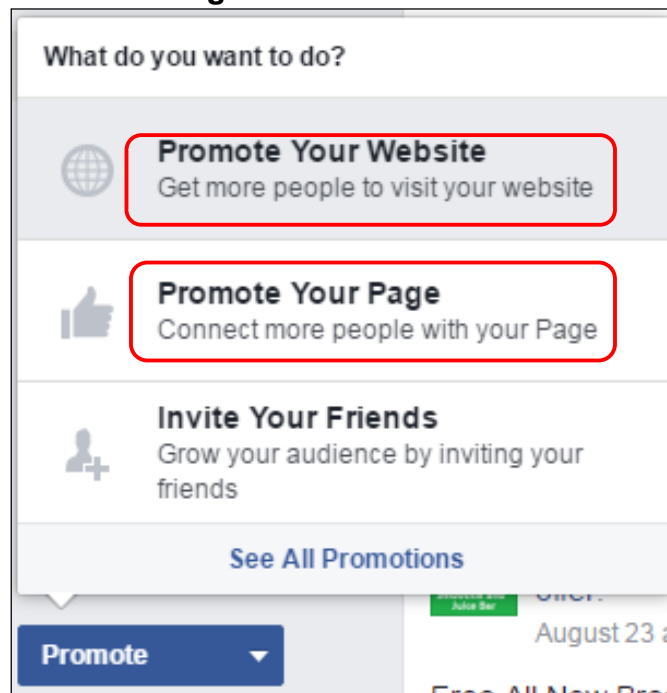 What do you want to do?
Promote Your Website
Get more people to visit your website
Promote Your Page
Connect more people with your Page
Invite Your Friends
Grow your audience by inviting your
friends
See All Promotions
Juice Bar
August 23
Promote